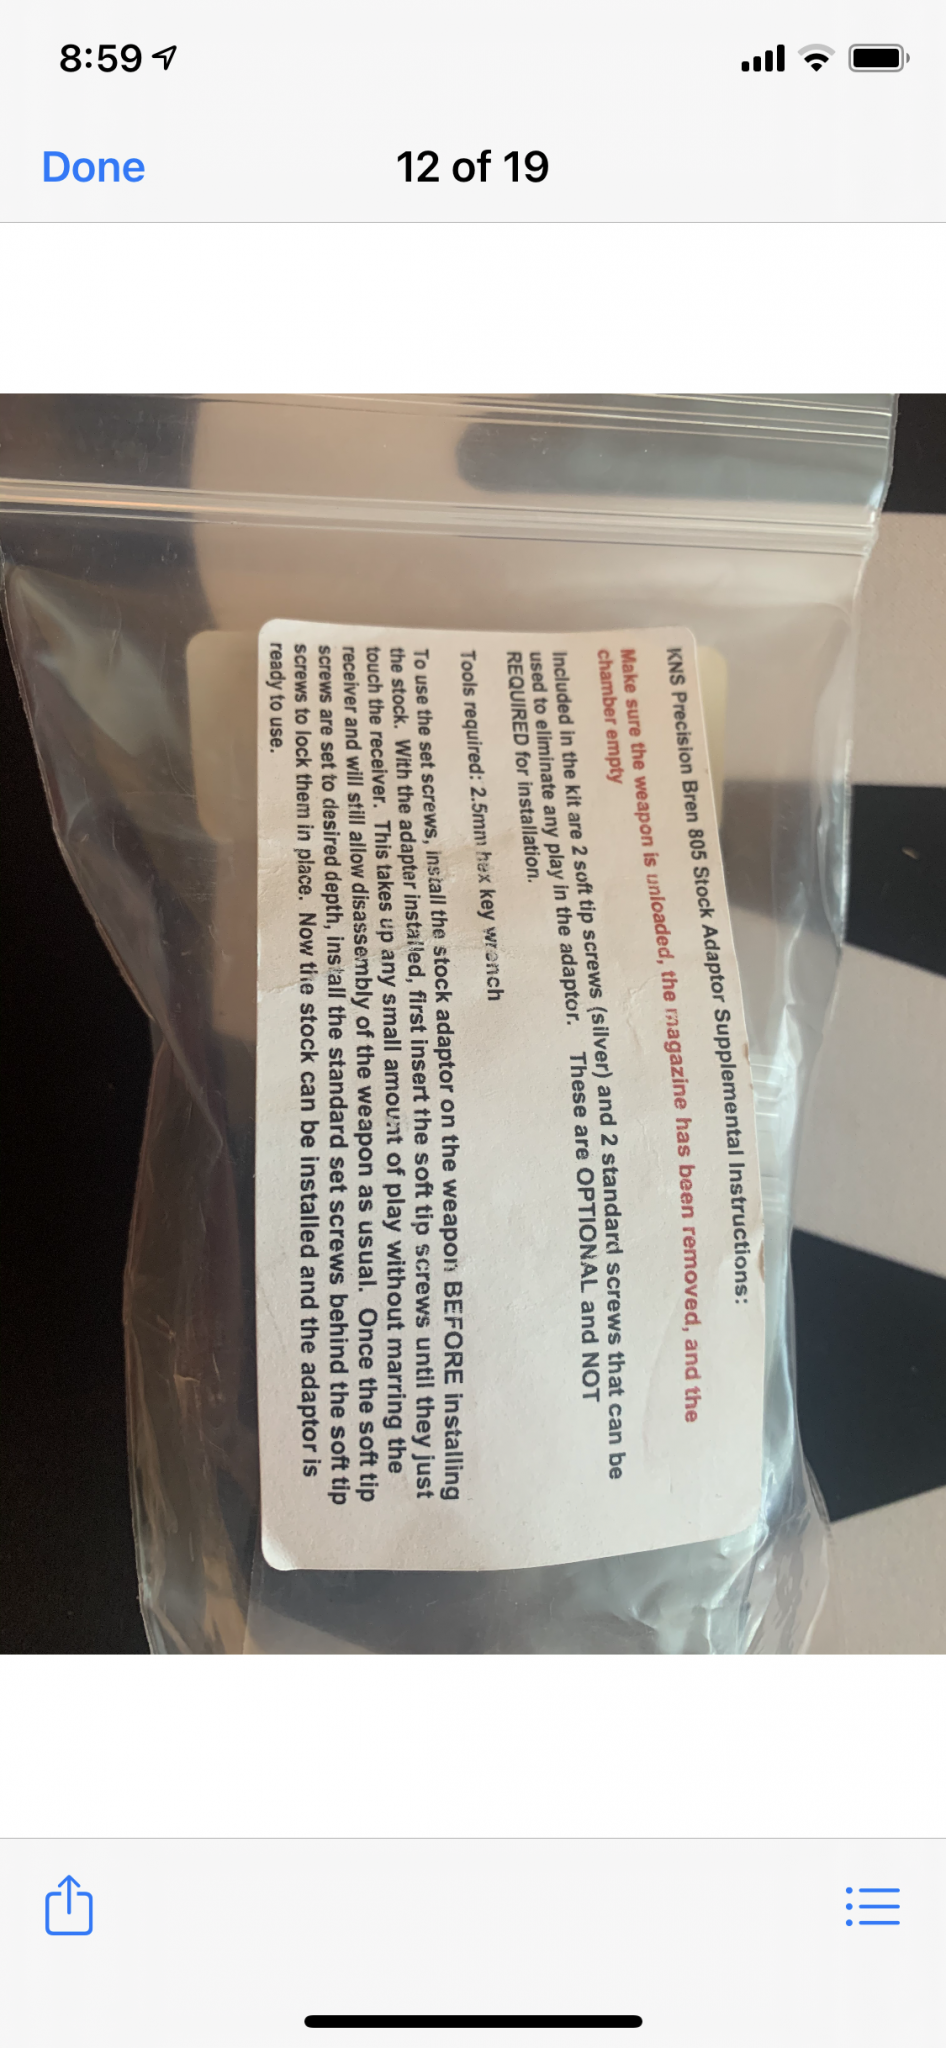 8:59
Done
12 of 19
KNS Precision Bren 805 Stock Adaptor Supplemental Instructions:
Make sure the weapon is unloaded, the magazine has been removed, and the
chamber empty
Included in the kit are 2 soft tip screws (silver) and 2 standard screws that can be
used to eliminate any play in the adaptor. These are OPTIONAL and NOT
REQUIRED for installation.
Tools required: 2.5mm hex key wrench
To use the set screws, install the stock adaptor on the weapon BEFORE installing
the stock. With the adapter installed, first insert the soft tip screws until they just
touch the receiver. This takes up any small amount of play without marring the
receiver and will still allow disassembly of the weapon as usual. Once the soft tip
screws are set to desired depth, install the standard set screws behind the soft tip
screws to lock them in place. Now the stock can be installed and the adaptor is
ready to use.